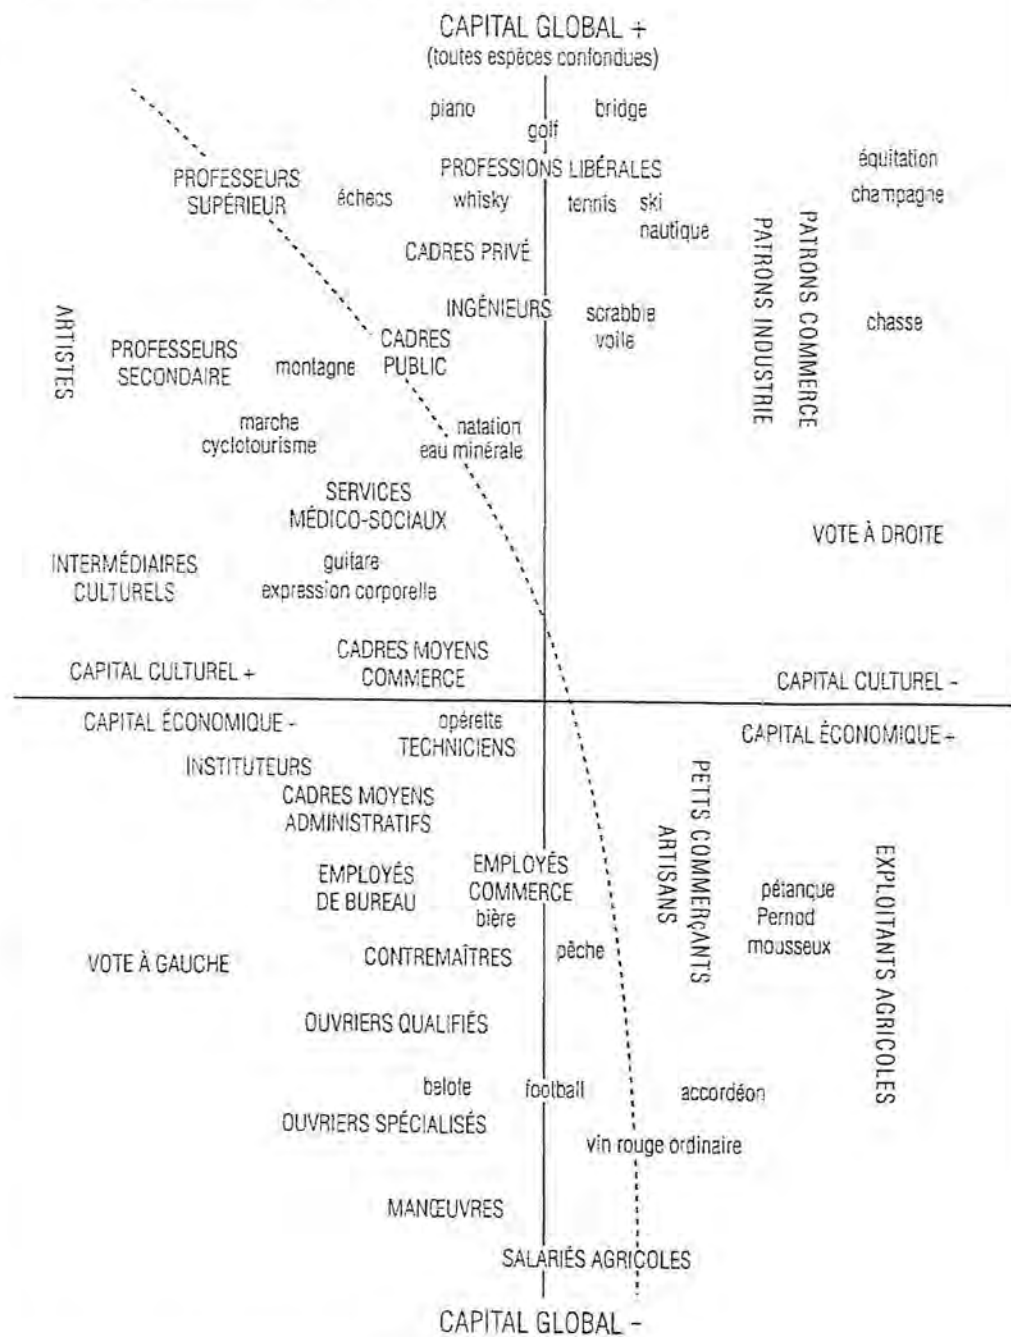 CAPITAL GLOBAL +
(toutes espèces confondues)
piano
bridge
golf
PROFESSIONS LIBÉRALES
équitation
PROFESSEURS
SUPÉRIEUR
échecs
whisky
tennis
ski
nautique
champagne
CADRES PRIVÉ
PATRONS INDUSTRIE
PATRONS COMMERCE
ARTISTES
INGÉNIEURS
scrabble
voile
chasse
PROFESSEURS
SECONDAIRE
montagne
CADRES
PUBLIC
marche
cyclotourisme
natation
eau minérale
SERVICES
MÉDICO-SOCIAUX
VOTE À DROITE
INTERMÉDIAIRES
CULTURELS
guitare
expression corporelle
CADRES MOYENS
COMMERCE
CAPITAL CULTUREL +
CAPITAL CULTUREL -
CAPITAL ÉCONOMIQUE -
opérette
TECHNICIENS
CAPITAL ÉCONOMIQUE +
INSTITUTEURS
CADRES MOYENS
ADMINISTRATIFS
PETTS COMMERÇANTS
ARTISANS
EXPLOITANTS AGRICOLES
EMPLOYÉS
DE BUREAU
EMPLOYÉS
COMMERCE
bière
pétanque
Pernod
mousseux
VOTE À GAUCHE
CONTREMAÎTRES
pêche
OUVRIERS QUALIFIÉS
belote
football
accordéon
OUVRIERS SPÉCIALISÉS
vin rouge ordinaire
MANŒUVRES
SALARIÉS AGRICOLES
CAPITAL GLOBAL -